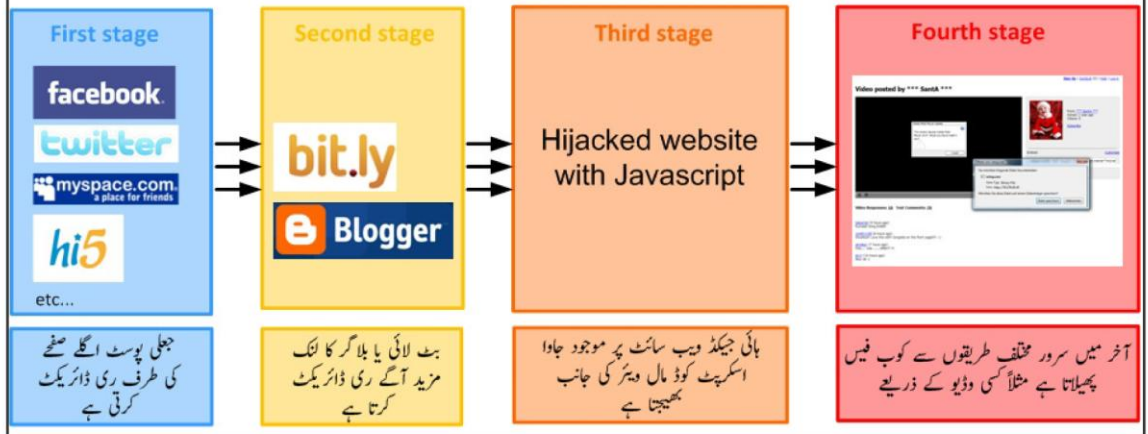 First stage
facebook
twitter
myspace.com
a place for friends
hi5
etc...
Second stage
bit.ly
Blogger
Third stage
Hijacked website
with Javascript
Fourth stage
Video posted by *** SantA ***
جعلی پوسٹ اگلے صفحے
کی طرف ری ڈائریکٹ
کرتی ہے
بٹ لائی یا بلاگر کا لنک
مزید آگے ری ڈائریکٹ
کرتا ہے
ہائی جیکڈ ویب سائٹ پر موجود جاوا
اسکرپٹ کوڈ مال ویئر کی جانب
بھیجتا ہے
آخر میں سرور مختلف طریقوں سے کوب فیس
پھیلاتا ہے مثلاً کسی وڈیو کے ذریعے